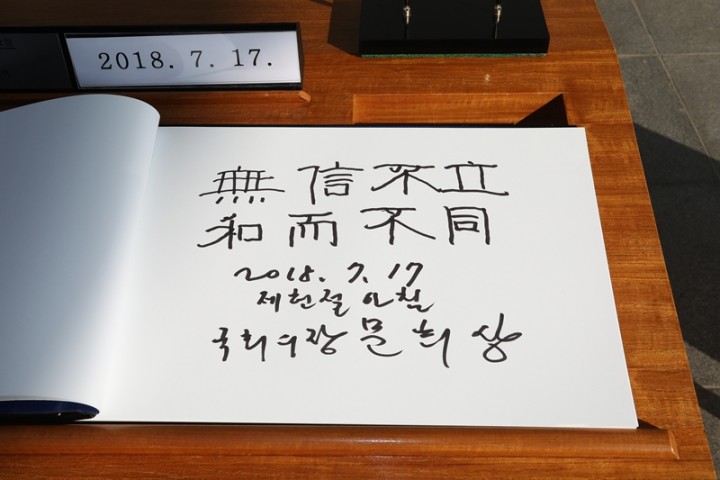 2018. 7. 17.
無信不立
和而不同
2018. 7. 17
제헌절 아침
국회의장 문희상